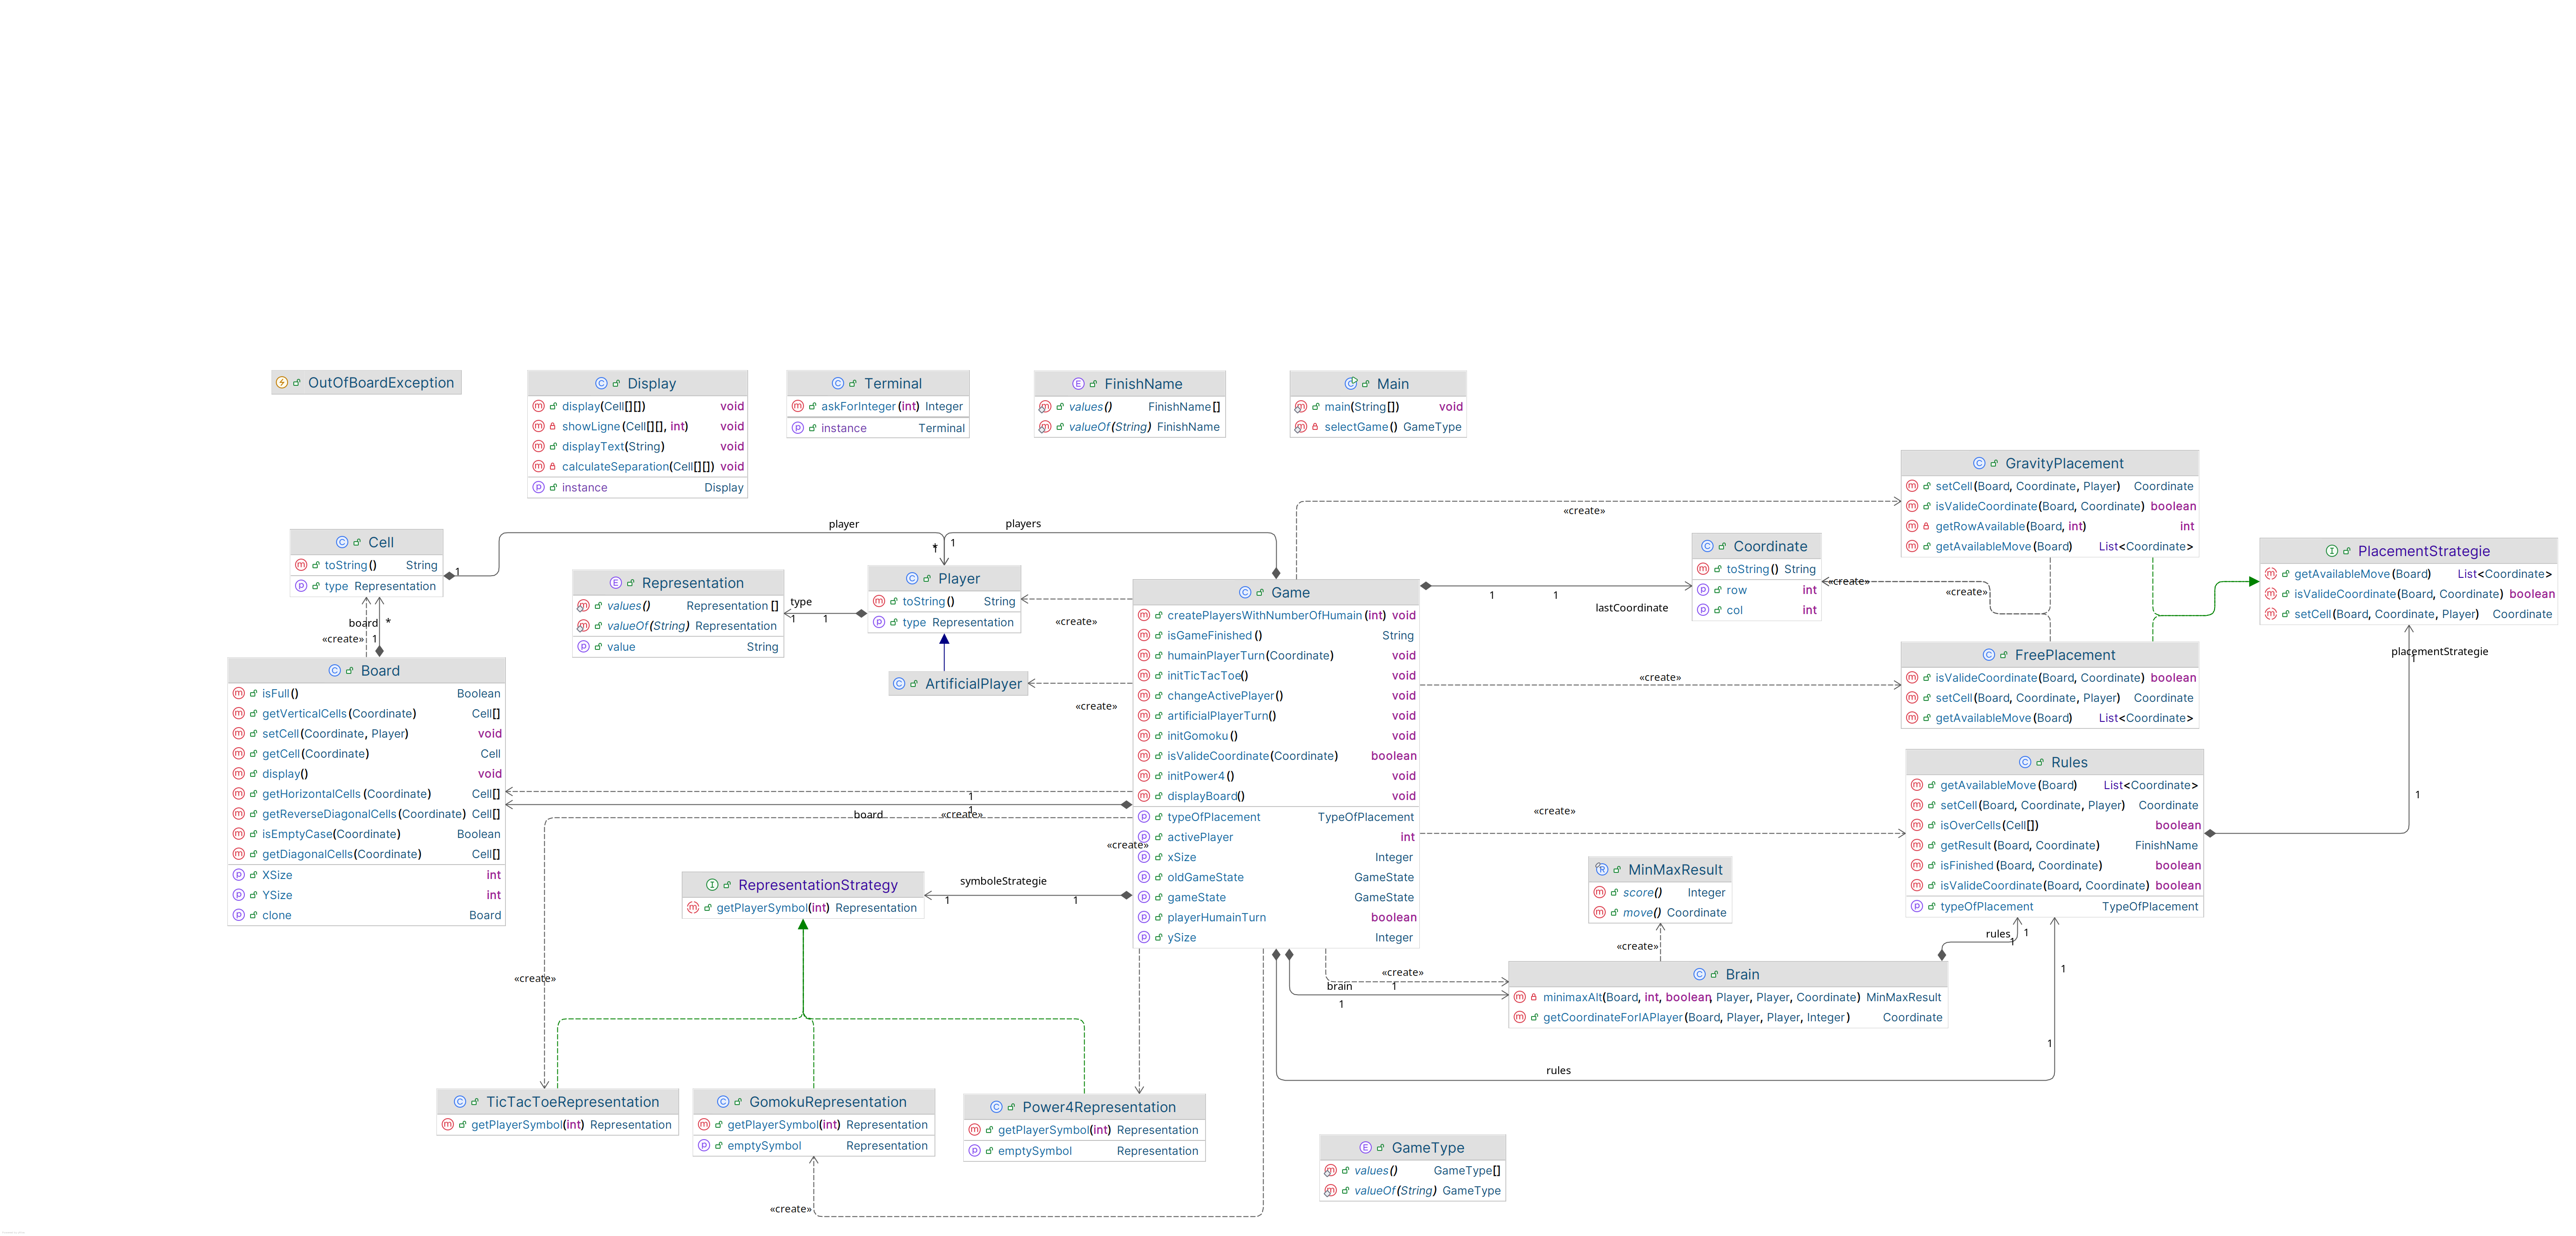 OutOfBoardException
Display
display(Cell[][]) void
showLigne(Cell[][], int) void
displayText(String) void
calculateSeparation(Cell[][]) void
instance Display
Terminal
askForInteger(int) Integer
instance Terminal
FinishName
values() FinishName[]
valueOf(String) FinishName
Main
main(String[]) void
selectGame() GameType
GravityPlacement
setCell(Board, Coordinate, Player) Coordinate
isValideCoordinate(Board, Coordinate) boolean
getRowAvailable(Board, int) int
getAvailableMove(Board) List<Coordinate>
«create»
player
players
*
1
1
Cell
toString() String
type Representation
1
Coordinate
toString() String
row int
col int
«create»
«create»
PlacementStrategie
getAvailableMove(Board) List<Coordinate>
isValideCoordinate(Board, Coordinate) boolean
setCell(Board, Coordinate, Player) Coordinate
placementStrategie
1
1
Representation
values() Representation[]
valueOf(String) Representation
value String
type
1
1
Player
toString() String
type Representation
«create»
ArtificialPlayer
«create»
Game
createPlayersWithNumberOfHumain(int) void
isGameFinished() String
humainPlayerTurn(Coordinate) void
initTicTacToe() void
changeActivePlayer() void
artificialPlayerTurn() void
initGomoku() void
isValideCoordinate(Coordinate) boolean
initPower4() void
displayBoard() void
typeOfPlacement TypeOfPlacement
activePlayer int
xSize Integer
oldGameState GameState
gameState GameState
playerHumainTurn boolean
ySize Integer
1
1
lastCoordinate
board
*
«create»
1
Board
isFull() Boolean
getVerticalCells(Coordinate) Cell[]
setCell(Coordinate, Player) void
getCell(Coordinate) Cell
display() void
getHorizontalCells(Coordinate) Cell[]
getReverseDiagonalCells(Coordinate) Cell[]
isEmptyCase(Coordinate) Boolean
getDiagonalCells(Coordinate) Cell[]
XSize int
YSize int
clone Board
FreePlacement
isValideCoordinate(Board, Coordinate) boolean
setCell(Board, Coordinate, Player) Coordinate
getAvailableMove(Board) List<Coordinate>
«create»
Rules
getAvailableMove(Board) List<Coordinate>
setCell(Board, Coordinate, Player) Coordinate
isOverCells(Cell[]) boolean
getResult(Board, Coordinate) FinishName
isFinished(Board, Coordinate) boolean
isValideCoordinate(Board, Coordinate) boolean
typeOfPlacement TypeOfPlacement
«create»
1
1
board
«create»
«create»
RepresentationStrategy
getPlayerSymbol(int) Representation
symboleStrategie
1
1
MinMaxResult
score() Integer
move() Coordinate
«create»
rules
1
1
1
Brain
minimaxAlt(Board, int, boolean, Player, Player, Coordinate) MinMaxResult
getCoordinateForIAPlayer(Board, Player, Player, Integer) Coordinate
«create»
brain
1
1
«create»
1
rules
TicTacToeRepresentation
getPlayerSymbol(int) Representation
GomokuRepresentation
getPlayerSymbol(int) Representation
emptySymbol Representation
Power4Representation
getPlayerSymbol(int) Representation
emptySymbol Representation
«create»
GameType
values() GameType[]
valueOf(String) GameType